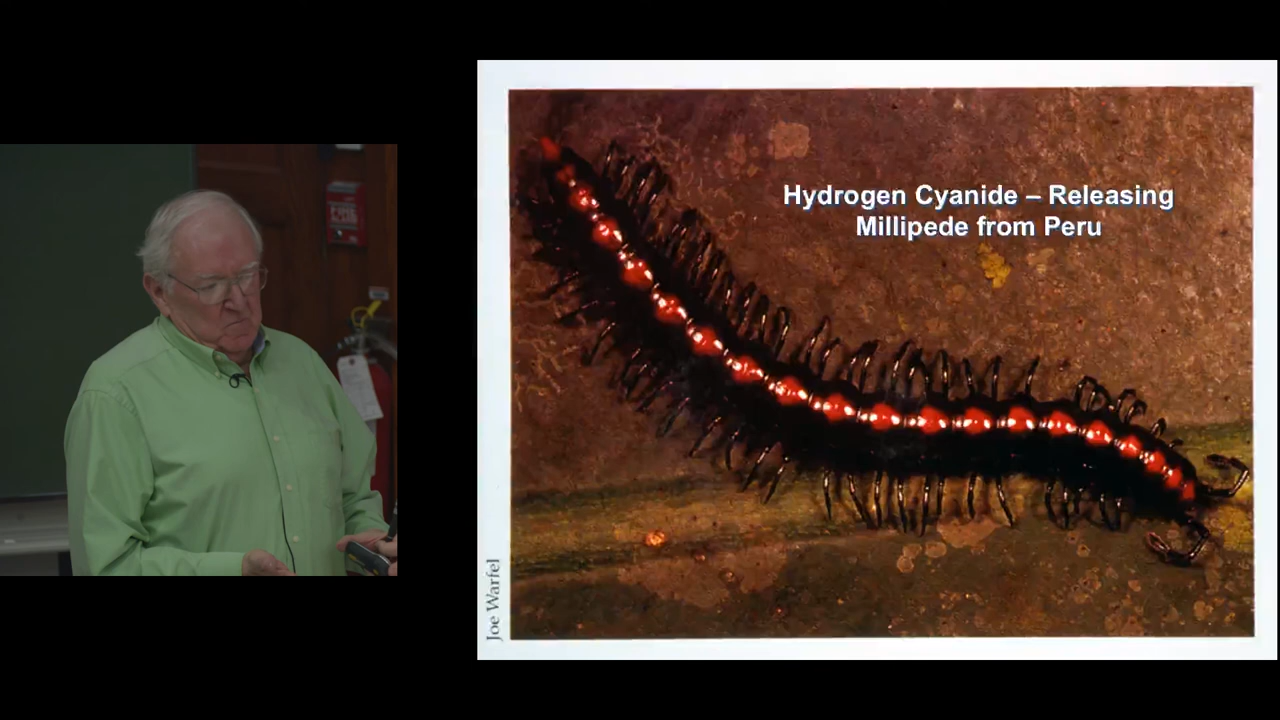 Hydrogen Cyanide – Releasing
Millipede from Peru
Joe Warfel